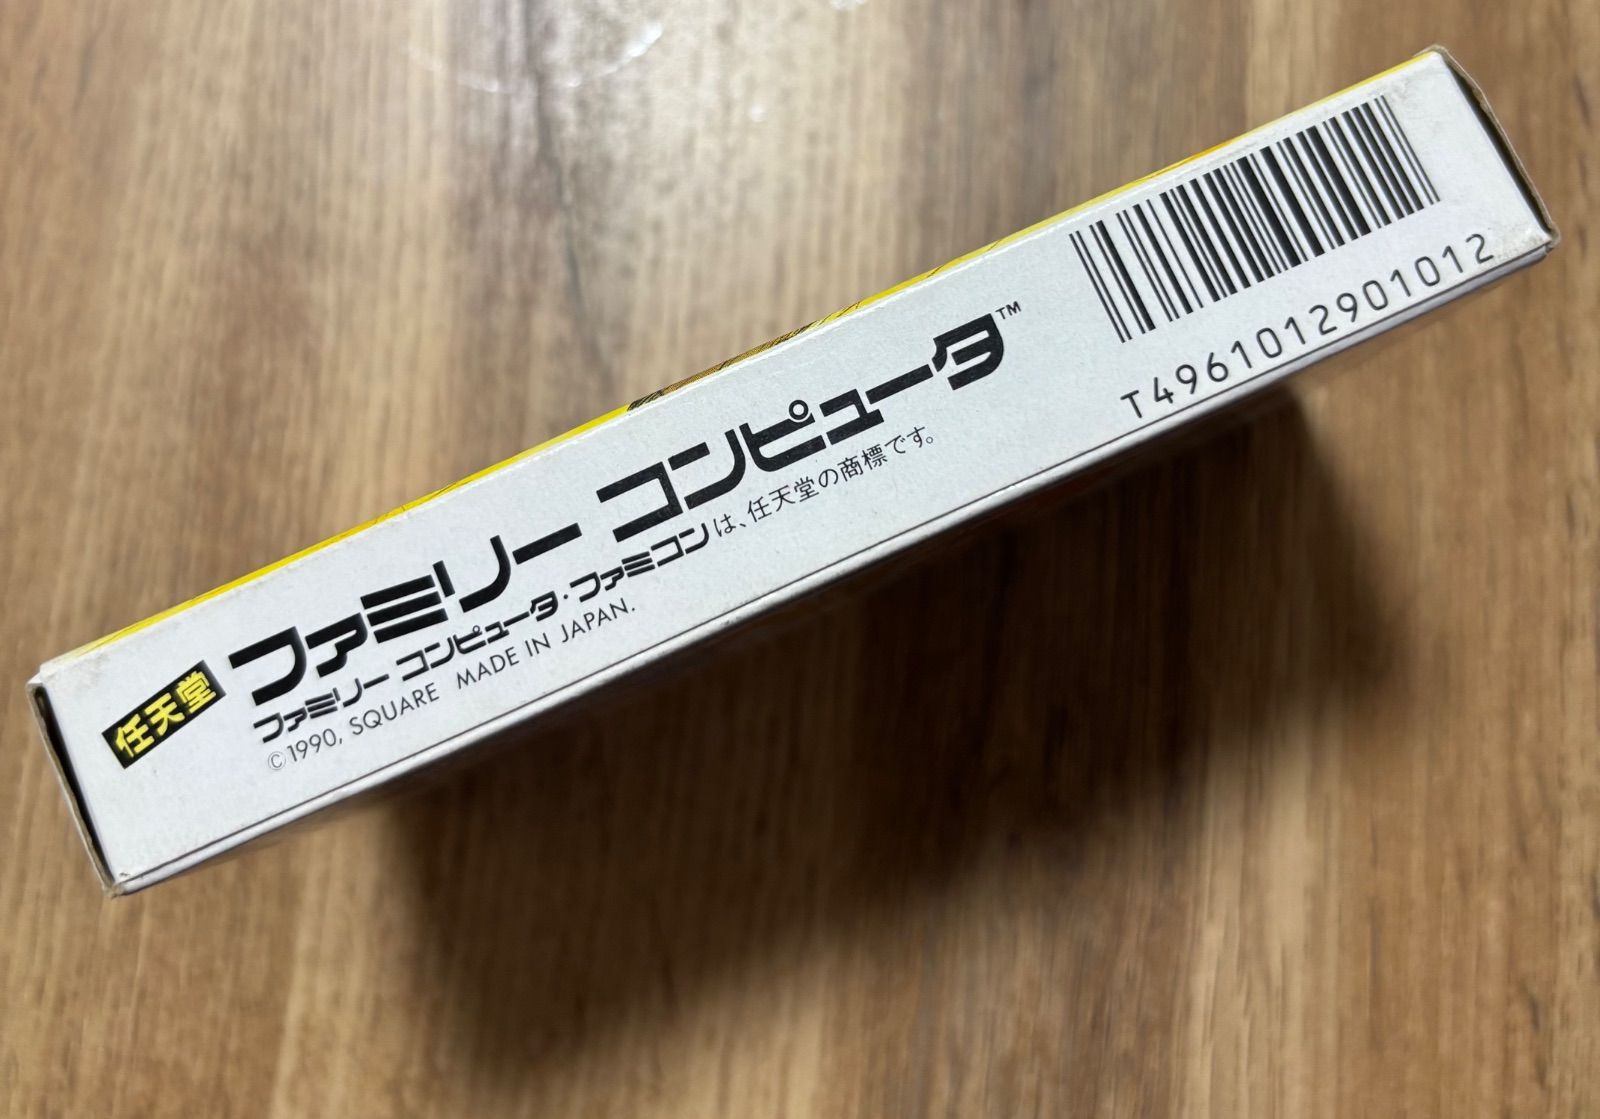 任天堂
ファミリー コンピュータ™
ファミリー コンピュータ・ファミコンは、任天堂の商標です。
©1990, SQUARE MADE IN JAPAN.
T4961012901012